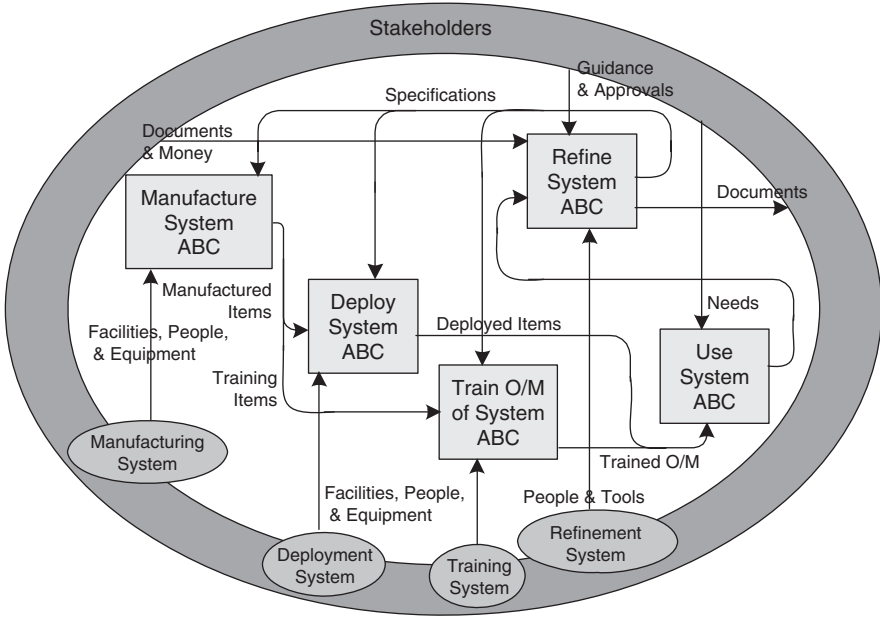 Stakeholders
Guidance
& Approvals
Specifications
Documents
& Money
Refine
System
ABC
Manufacture
System
ABC
Documents
Manufactured
Items
Deploy
System
ABC
Needs
Deployed Items
Facilities, People,
& Equipment
Use
System
ABC
Training
Items
Train O/M
of System
ABC
Manufacturing
System
Trained O/M
Facilities, People,
& Equipment
People & Tools
Refinement
System
Deployment
System
Training
System